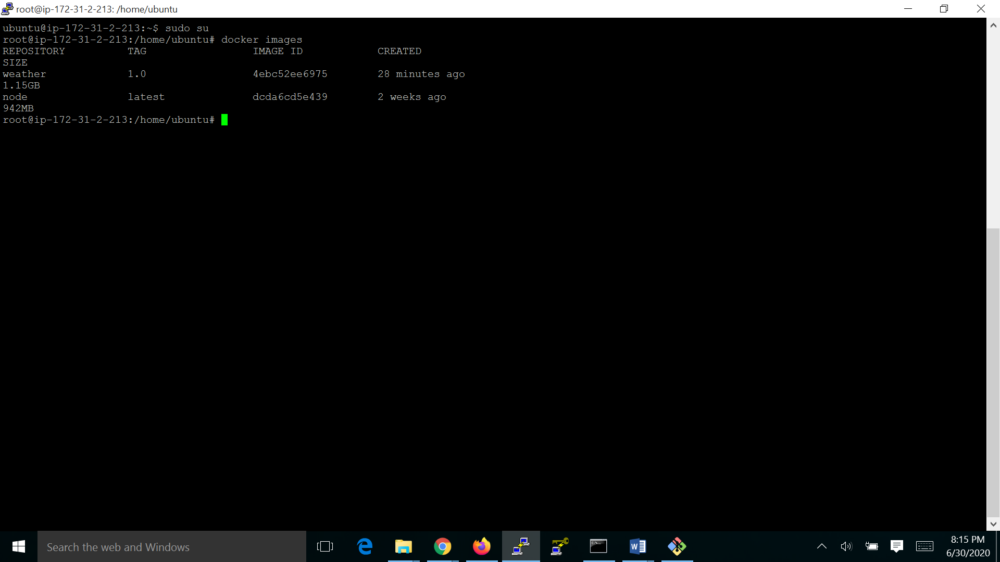 root@ip-172-31-2-213: /home/ubuntu
ubuntu@ip-172-31-2-213:~$ sudo su
root@ip-172-31-2-213:/home/ubuntu# docker images
REPOSITORY          TAG                 IMAGE ID            CREATED
SIZE
weather             1.0                 4ebc52ee6975        28 minutes ago
1.15GB
node                latest              dcda6cd5e439        2 weeks ago
942MB
root@ip-172-31-2-213:/home/ubuntu#
Search the web and Windows
8:15 PM
6/30/2020